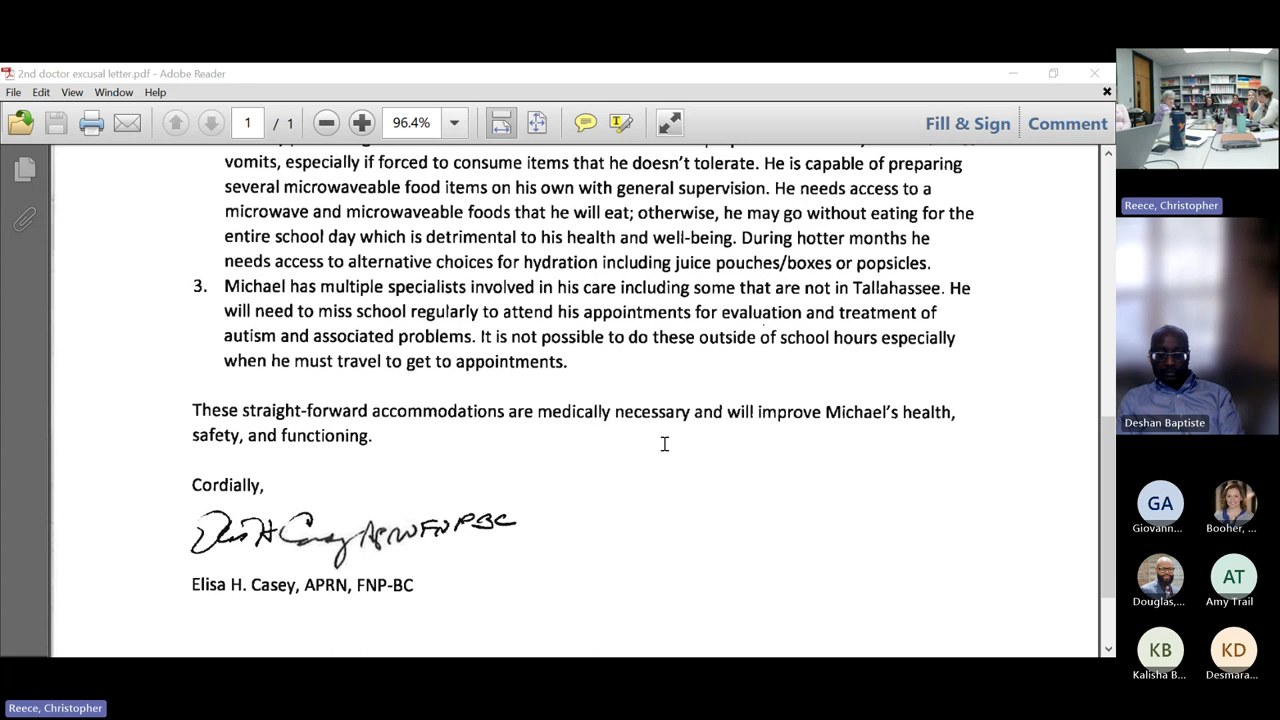 2nd doctor excusal letter.pdf - Adobe Reader
File Edit View Window Help
1 / 1 96.4% Fill & Sign Comment
vomits, especially if forced to consume items that he doesn't tolerate. He is capable of preparing
several microwaveable food items on his own with general supervision. He needs access to a
microwave and microwaveable foods that he will eat; otherwise, he may go without eating for the
entire school day which is detrimental to his health and well-being. During hotter months he
needs access to alternative choices for hydration including juice pouches/boxes or popsicles.
3. Michael has multiple specialists involved in his care including some that are not in Tallahassee. He
will need to miss school regularly to attend his appointments for evaluation and treatment of
autism and associated problems. It is not possible to do these outside of school hours especially
when he must travel to get to appointments.
These straight-forward accommodations are medically necessary and will improve Michael's health,
safety, and functioning.
Cordially,
APRN FNP BC
Elisa H. Casey, APRN, FNP-BC
Reece, Christopher
Deshan Baptiste
GA
Giovann...
Booher, ...
Douglas,...
AT
Amy Trail
KB
Kalisha B...
KD
Desmara...
Reece, Christopher